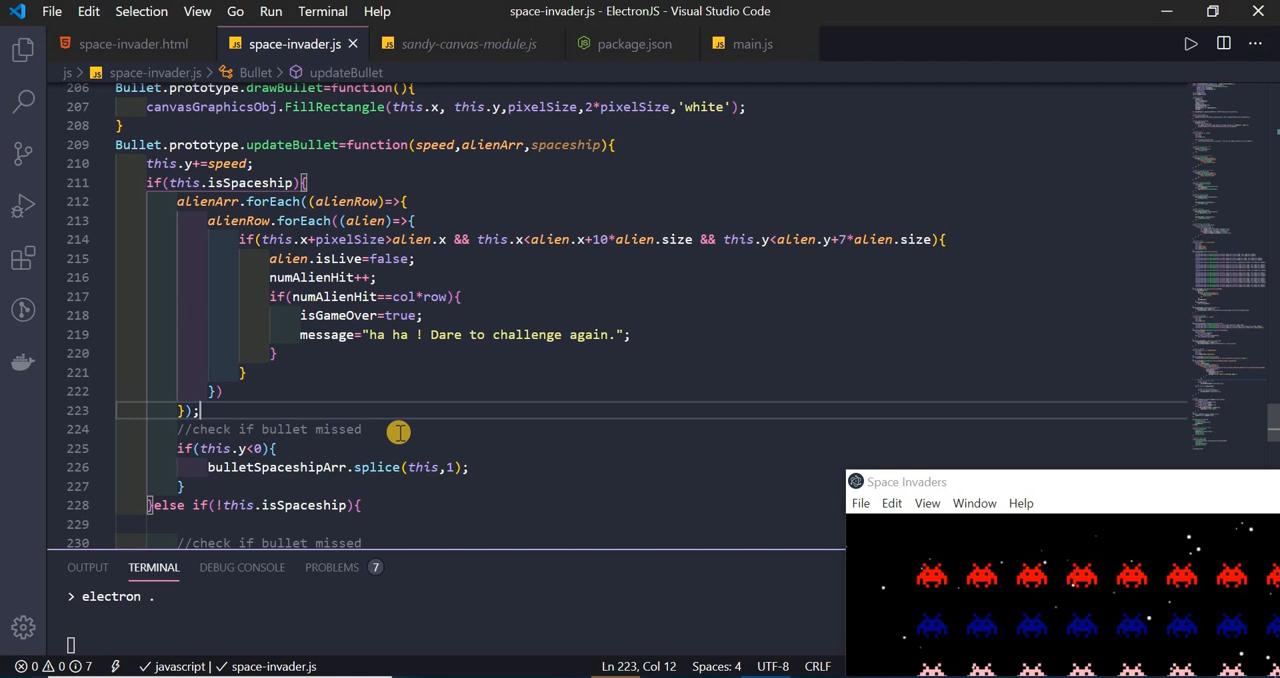 File Edit Selection View Go Run Terminal Help space-invader.js - ElectronJS - Visual Studio Code
space-invader.html space-invader.js sandy-canvas-module.js package.json main.js
js > space-invader.js > Bullet > updateBullet
206 Bullet.prototype.drawBullet=function(){
207 canvasGraphicsObj.FillRectangle(this.x, this.y,pixelSize,2*pixelSize,'white');
208 }
209 Bullet.prototype.updateBullet=function(speed,alienArr,spaceship){
210 this.y+=speed;
211 if(this.isSpaceship){
212 alienArr.forEach((alienRow)=>{
213 alienRow.forEach((alien)=>{
214 if(this.x+pixelSize>alien.x && this.x<alien.x+10*alien.size && this.y<alien.y+7*alien.size){
215 alien.isLive=false;
216 numAlienHit++;
217 if(numAlienHit==col*row){
218 isGameOver=true;
219 message="ha ha ! Dare to challenge again.";
220 }
221 }
222 })
223 });
224 //check if bullet missed
225 if(this.y<0){
226 bulletSpaceshipArr.splice(this,1);
227 }
228 }else if(!this.isSpaceship){
229
230 //check if bullet missed
OUTPUT TERMINAL DEBUG CONSOLE PROBLEMS 7
> electron .
Space Invaders
File Edit View Window Help
0 0 7 javascript | space-invader.js Ln 223, Col 12 Spaces: 4 UTF-8 CRLF